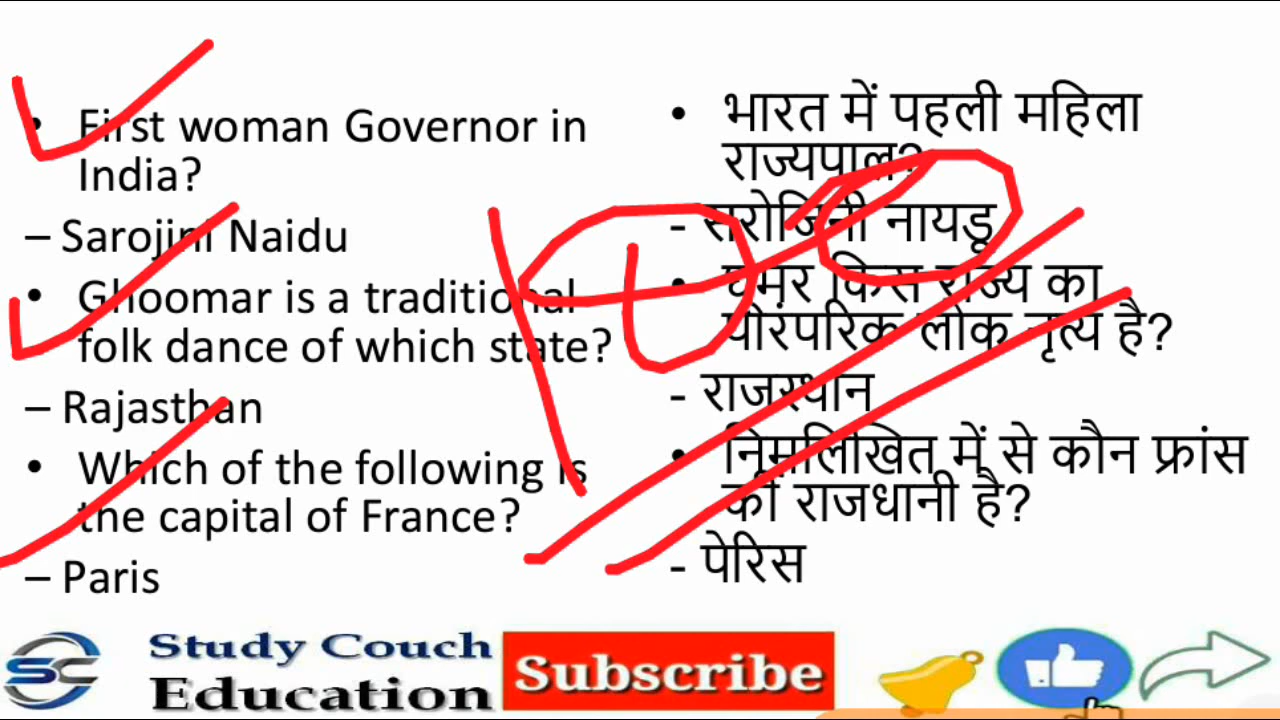 • First woman Governor in
India?
– Sarojini Naidu
• Ghoomar is a traditional
folk dance of which state?
– Rajasthan
• Which of the following is
the capital of France?
– Paris
• भारत में पहली महिला
राज्यपाल?
- सरोजिनी नायडू
• घूमर किस राज्य का
पारंपरिक लोक नृत्य है?
- राजस्थान
• निम्नलिखित में से कौन फ्रांस
की राजधानी है?
- पेरिस
SC
Study Couch
Education
Subscribe